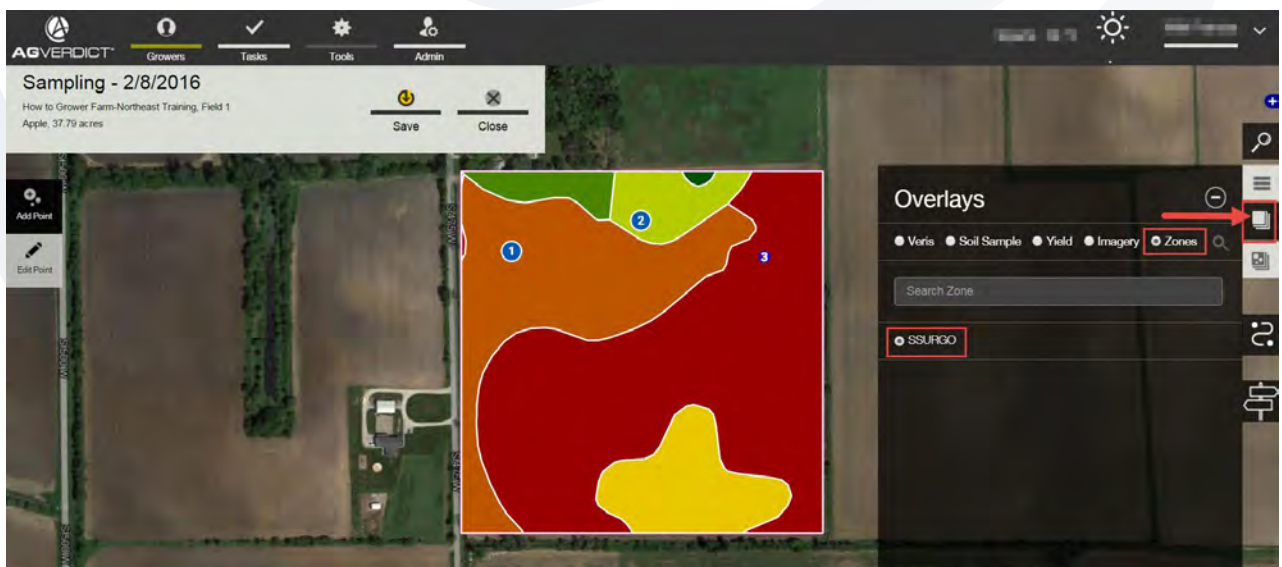 AGVERDICT
Growers
Tasks
Tools
Admin
Sampling - 2/8/2016
How to Grower Farm-Northeast Training, Field 1
Apple, 37.79 acres
Save
Close
Add Point
Edit Point
1
2
3
Overlays
Veris Soil Sample Yield Imagery Zones
Search Zone
SSURGO